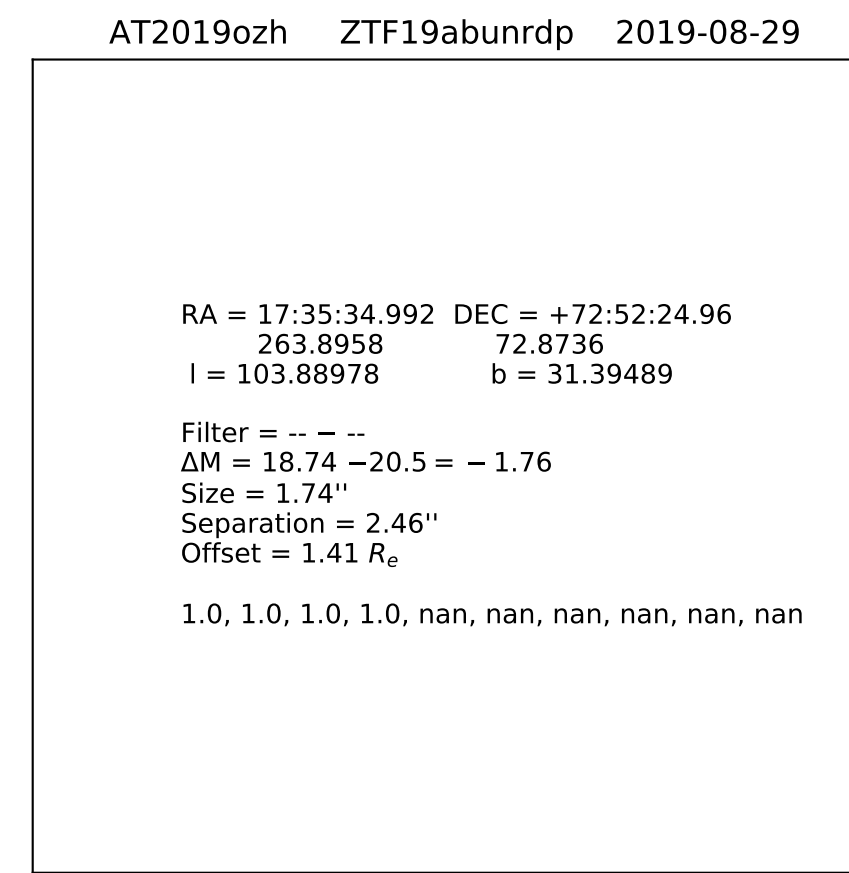 AT2019ozh ZTF19abunrdp 2019-08-29
RA = 17:35:34.992 DEC = +72:52:24.96
263.8958 72.8736
l = 103.88978 b = 31.39489
Filter = -- − --
ΔM = 18.74 −20.5 = − 1.76
Size = 1.74''
Separation = 2.46''
Offset = 1.41 Rₑ
1.0, 1.0, 1.0, 1.0, nan, nan, nan, nan, nan, nan